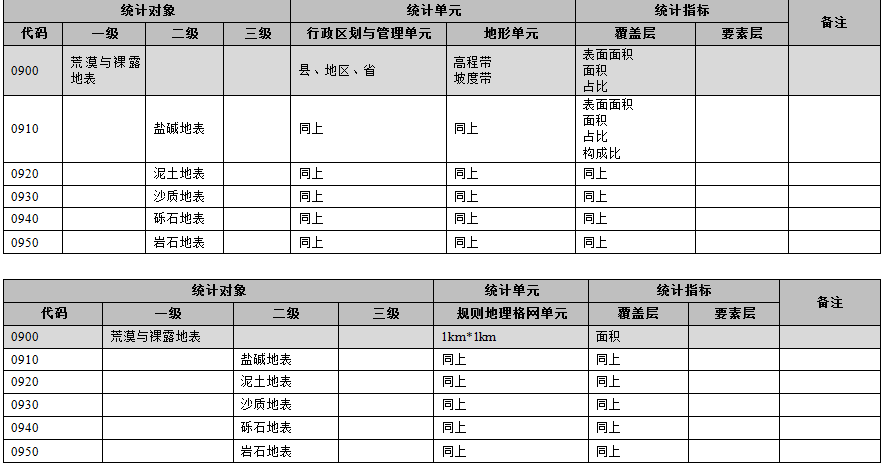 统计对象 统计单元 统计指标 备注
代码 一级 二级 三级 行政区划与管理单元 地形单元 覆盖层 要素层
0900 荒漠与裸露地表 县、地区、省 高程带 坡度带 表面面积 面积 占比
0910 盐碱地表 同上 同上 表面面积 面积 占比 构成比
0920 泥土地表 同上 同上 同上
0930 沙质地表 同上 同上 同上
0940 砾石地表 同上 同上 同上
0950 岩石地表 同上 同上 同上
统计对象 统计单元 统计指标 备注
代码 一级 二级 三级 规则地理格网单元 覆盖层 要素层
0900 荒漠与裸露地表 1km*1km 面积
0910 盐碱地表 同上 同上
0920 泥土地表 同上 同上
0930 沙质地表 同上 同上
0940 砾石地表 同上 同上
0950 岩石地表 同上 同上